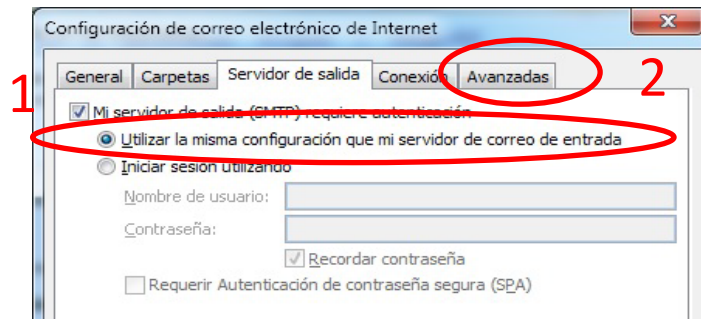 Configuración de correo electrónico de Internet
General Carpetas Servidor de salida Conexión Avanzadas
1 2
Mi servidor de salida (SMTP) requiere autenticación
Utilizar la misma configuración que mi servidor de correo de entrada
Iniciar sesión utilizando
Nombre de usuario:
Contraseña:
Recordar contraseña
Requerir Autenticación de contraseña segura (SPA)